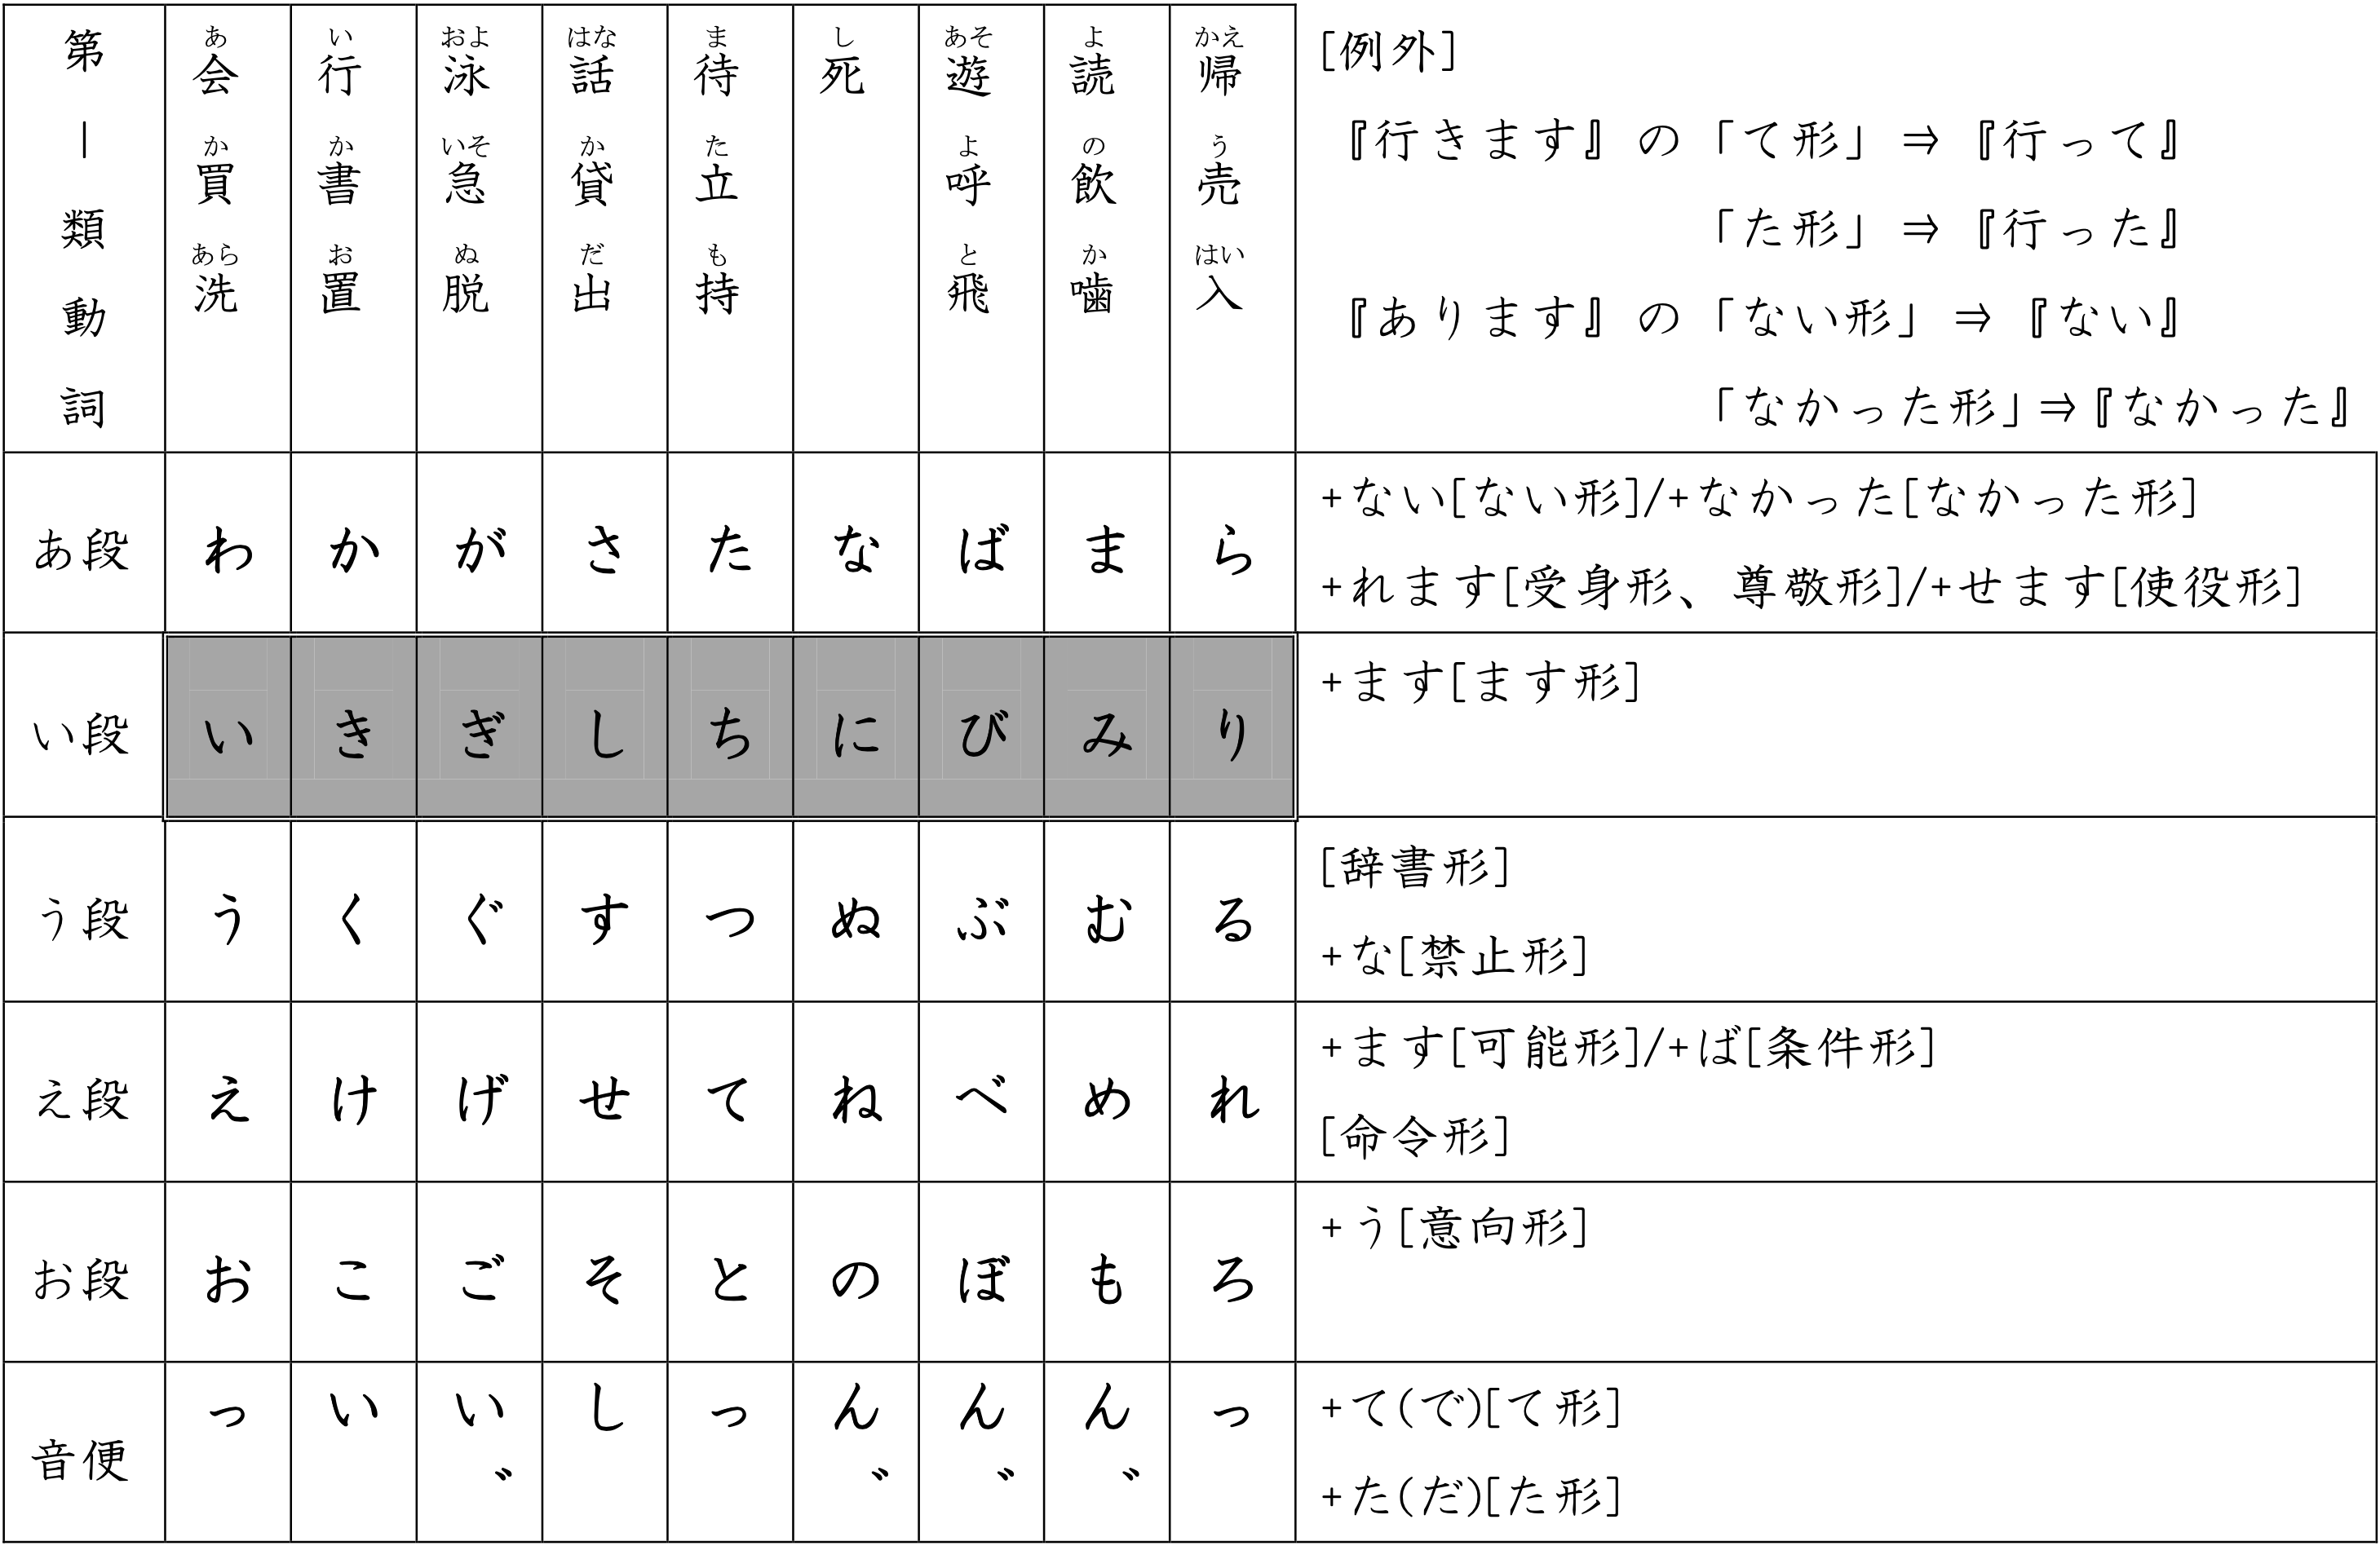 第一類動詞
あ
会
か
買
あら
洗
い
行
か
書
お
置
およ
泳
いそ
急
ぬ
脱
はな
話
か
貸
だ
出
ま
待
た
立
も
持
し
死
あそ
遊
よ
呼
と
飛
よ
読
の
飲
か
噛
かえ
帰
う
売
はい
入
[例外]
『行きます』の「て形」⇒『行って』
「た形」⇒『行った』
『あります』の「ない形」⇒『ない』
「なかった形」⇒『なかった』
あ段 わ か が さ た な ば ま ら
+ない[ない形]/+なかった[なかった形]
+れます[受身形、尊敬形]/+せます[使役形]
い段 い き ぎ し ち に び み り
+ます[ます形]
う段 う く ぐ す つ ぬ ぶ む る
[辞書形]
+な[禁止形]
え段 え け げ せ て ね べ め れ
+ます[可能形]/+ば[条件形]
[命令形]
お段 お こ ご そ と の ぼ も ろ
+う[意向形]
音便 っ い い゛ し っ ん゛ ん゛ ん゛ っ
+て(で)[て形]
+た(だ)[た形]